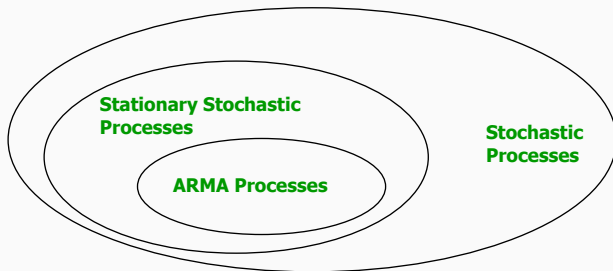 Stationary Stochastic
Processes
Stochastic
Processes
ARMA Processes